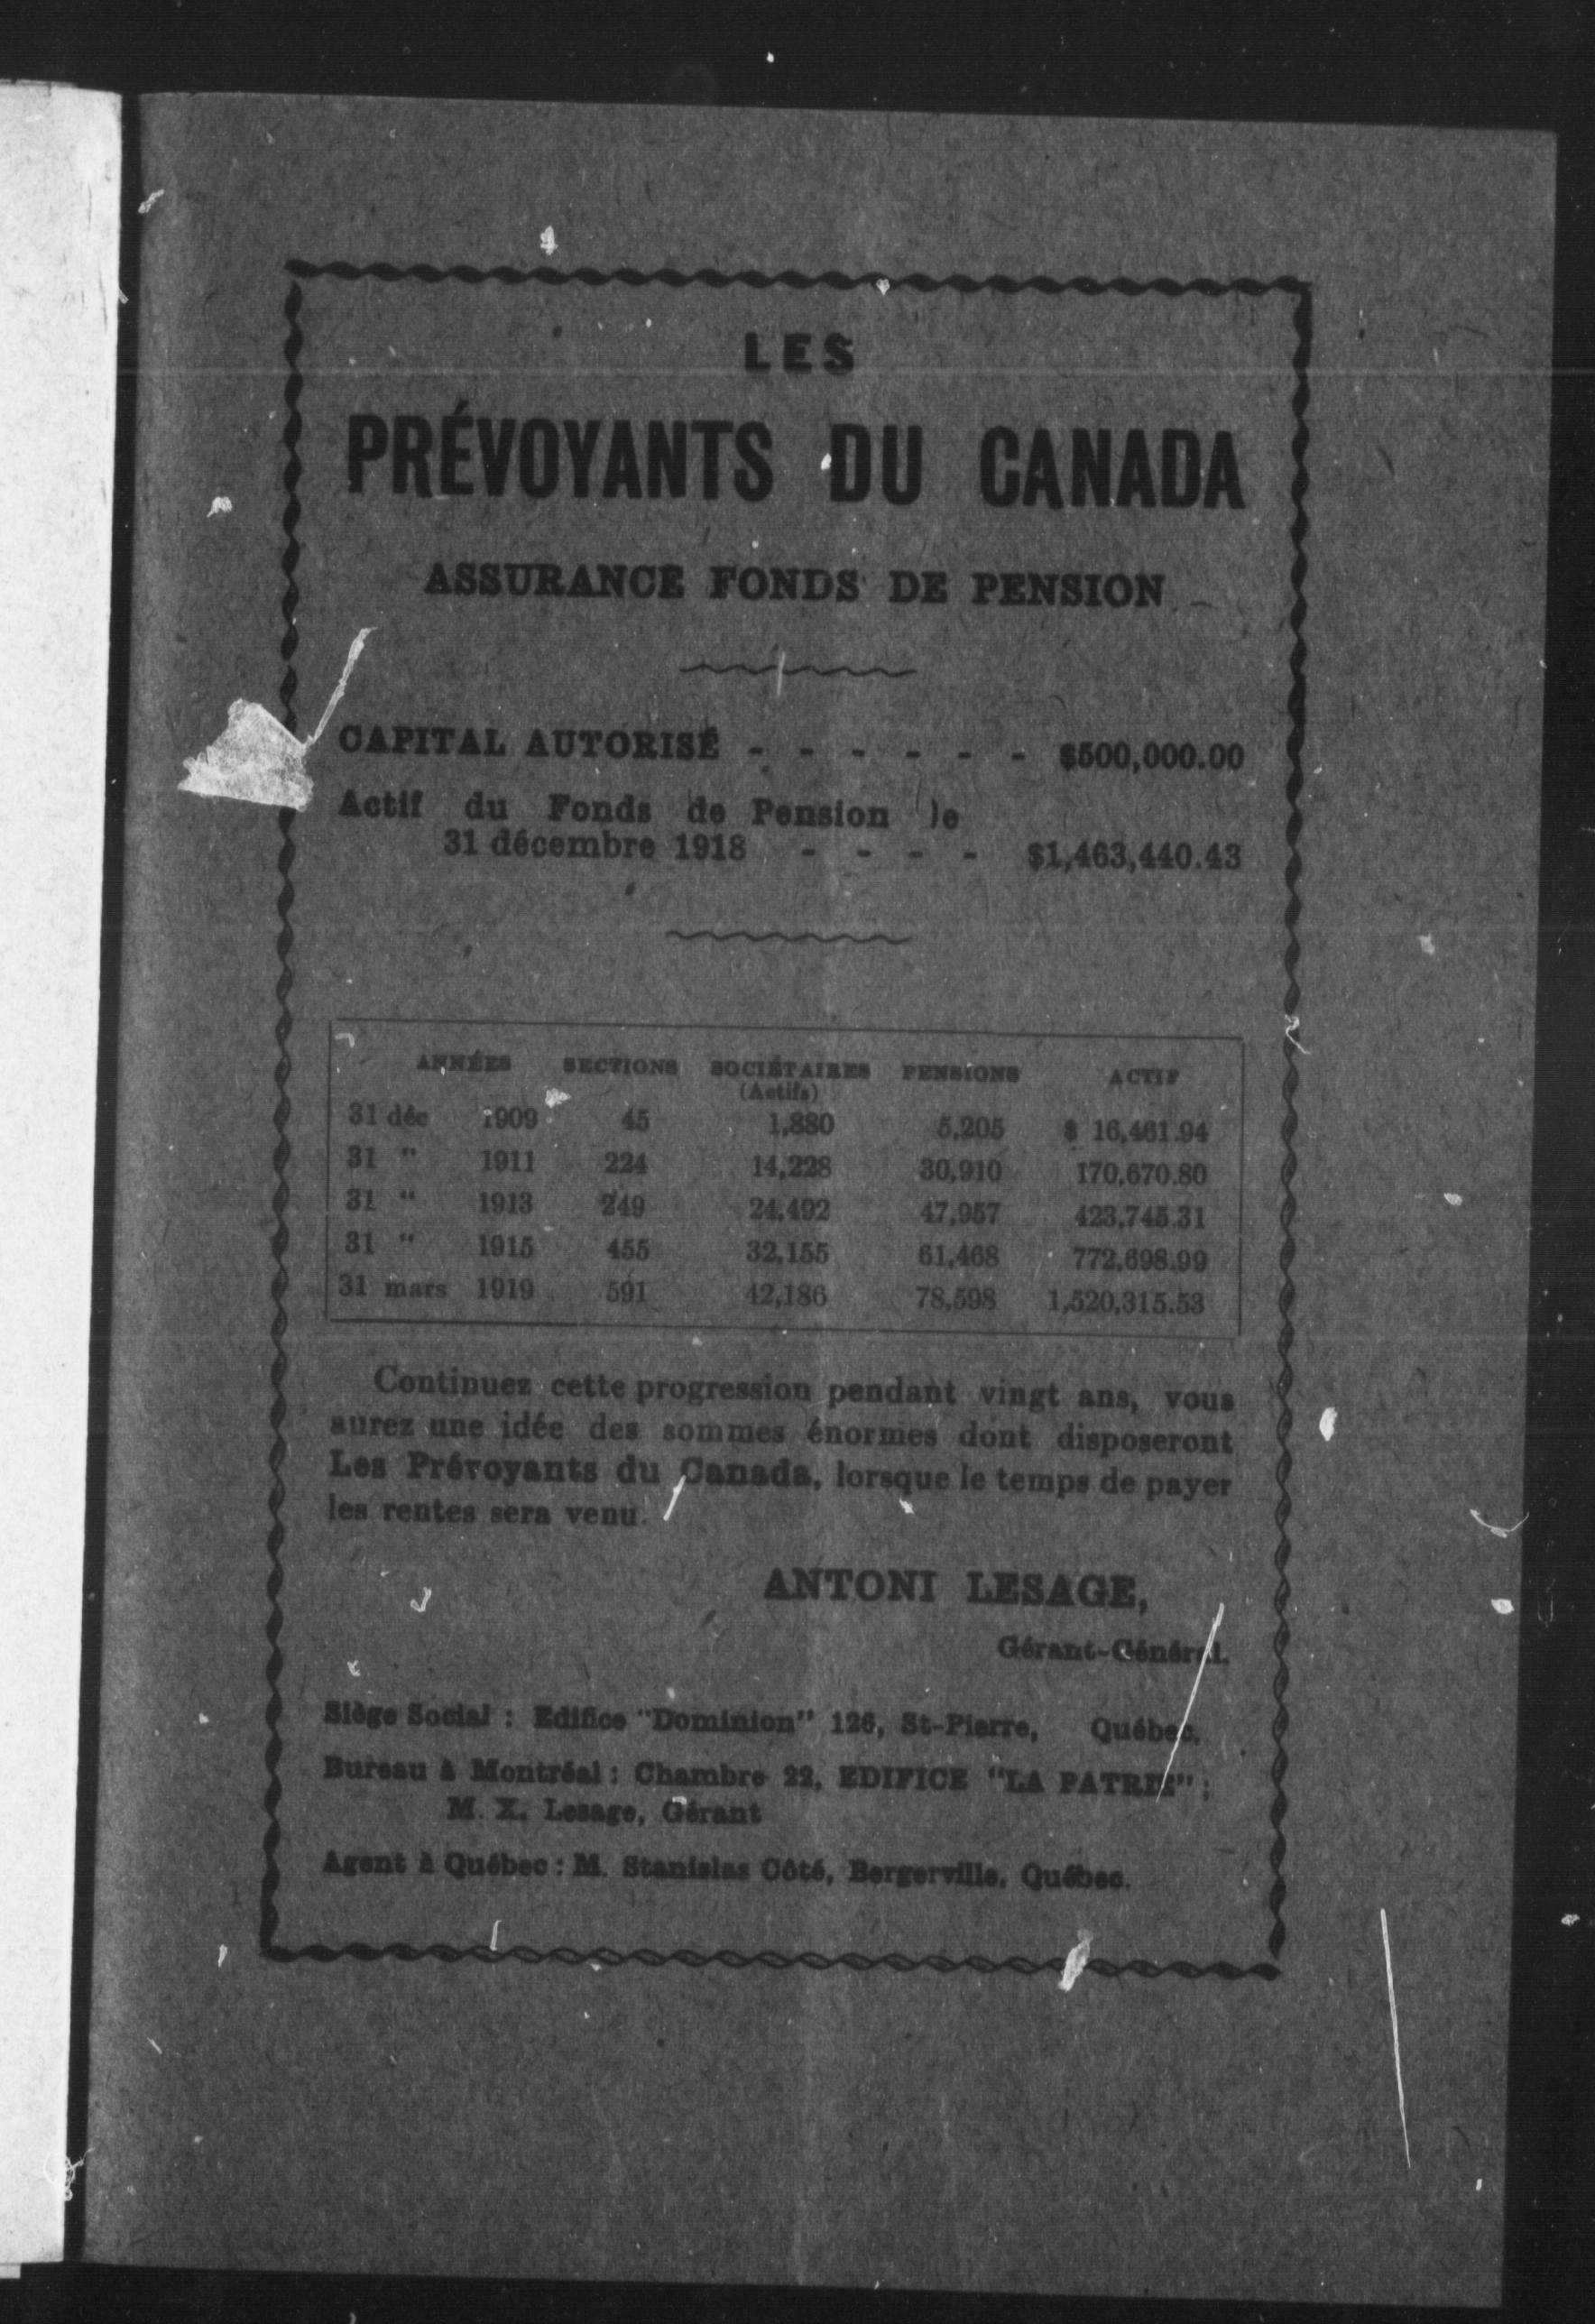 LES
PRÉVOYANTS DU CANADA
ASSURANCE FONDS DE PENSION
CAPITAL AUTORISÉ - - - - - - $500,000.00
Actif du Fonds de Pension le
31 décembre 1918 - - - - $1,463,440.43
ANNÉES SECTIONS SOCIÉTAIRES PENSIONS ACTIF
(Actifs)
31 déc 1909 45 1,880 5,205 $ 16,461.94
31 " 1911 224 14,228 30,910 170,670.80
31 " 1913 249 24,492 47,957 423,745.31
31 " 1915 455 32,155 61,468 772,698.99
31 mars 1919 591 42,186 78,598 1,520,315.53
Continuez cette progression pendant vingt ans, vous
aurez une idée des sommes énormes dont disposeront
Les Prévoyants du Canada, lorsque le temps de payer
les rentes sera venu.
ANTONI LESAGE,
Gérant-Général.
Siège Social : Edifice "Dominion" 126, St-Pierre, Québec.
Bureau à Montréal : Chambre 22, EDIFICE "LA PATRIE" ;
M. X. Lesage, Gérant
Agent à Québec : M. Stanislas Côté, Bergerville, Québec.